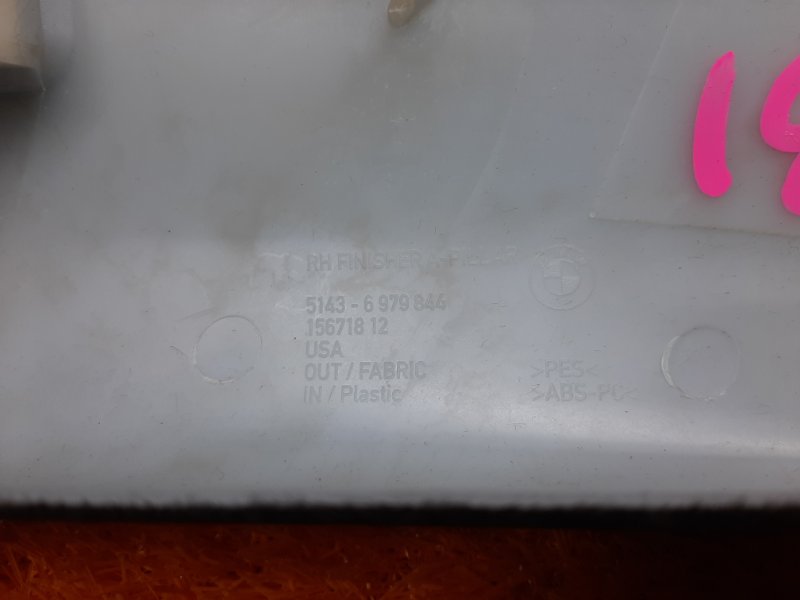 RH FINISHER A-PILLAR
5143 - 6 979 844
156718 12
USA
OUT / FABRIC
IN / Plastic
>PES<
>ABS-PC<